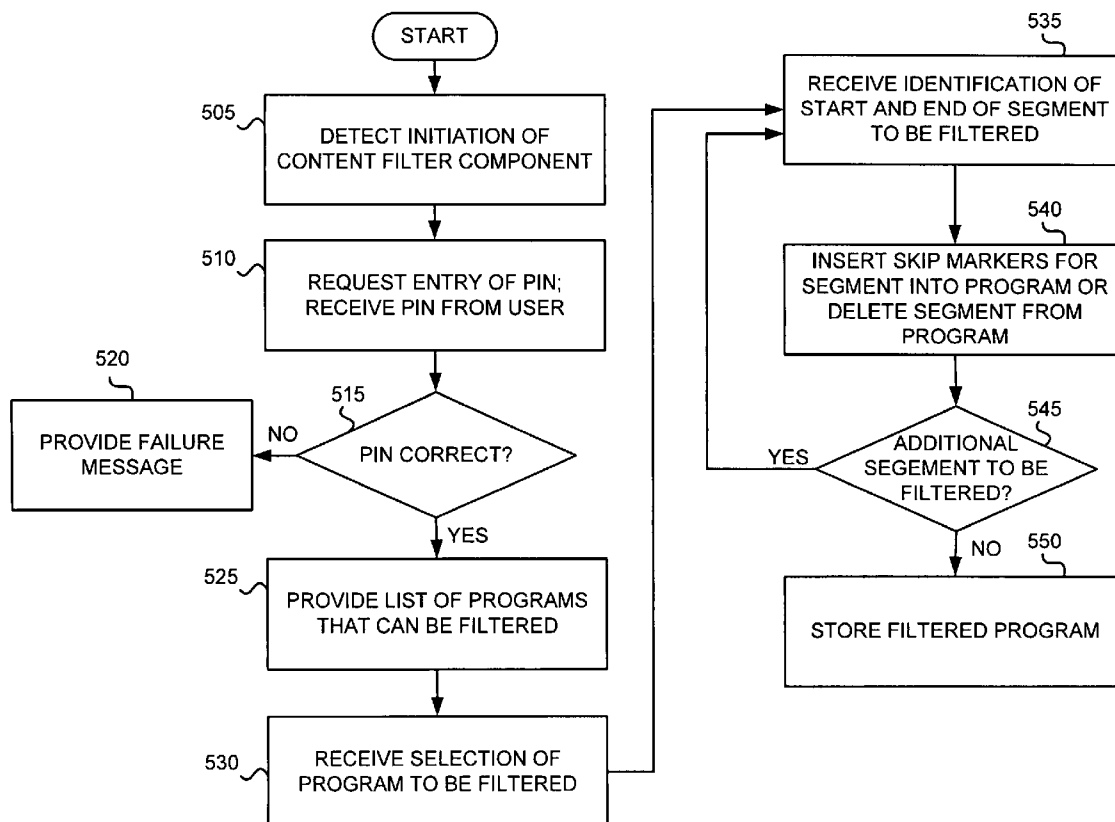 START
505
DETECT INITIATION OF
CONTENT FILTER COMPONENT
510
REQUEST ENTRY OF PIN;
RECEIVE PIN FROM USER
515
PIN CORRECT?
NO
520
PROVIDE FAILURE
MESSAGE
YES
525
PROVIDE LIST OF PROGRAMS
THAT CAN BE FILTERED
530
RECEIVE SELECTION OF
PROGRAM TO BE FILTERED
535
RECEIVE IDENTIFICATION OF
START AND END OF SEGMENT
TO BE FILTERED
540
INSERT SKIP MARKERS FOR
SEGMENT INTO PROGRAM OR
DELETE SEGMENT FROM
PROGRAM
545
ADDITIONAL
SEGEMENT TO BE
FILTERED?
YES
NO
550
STORE FILTERED PROGRAM